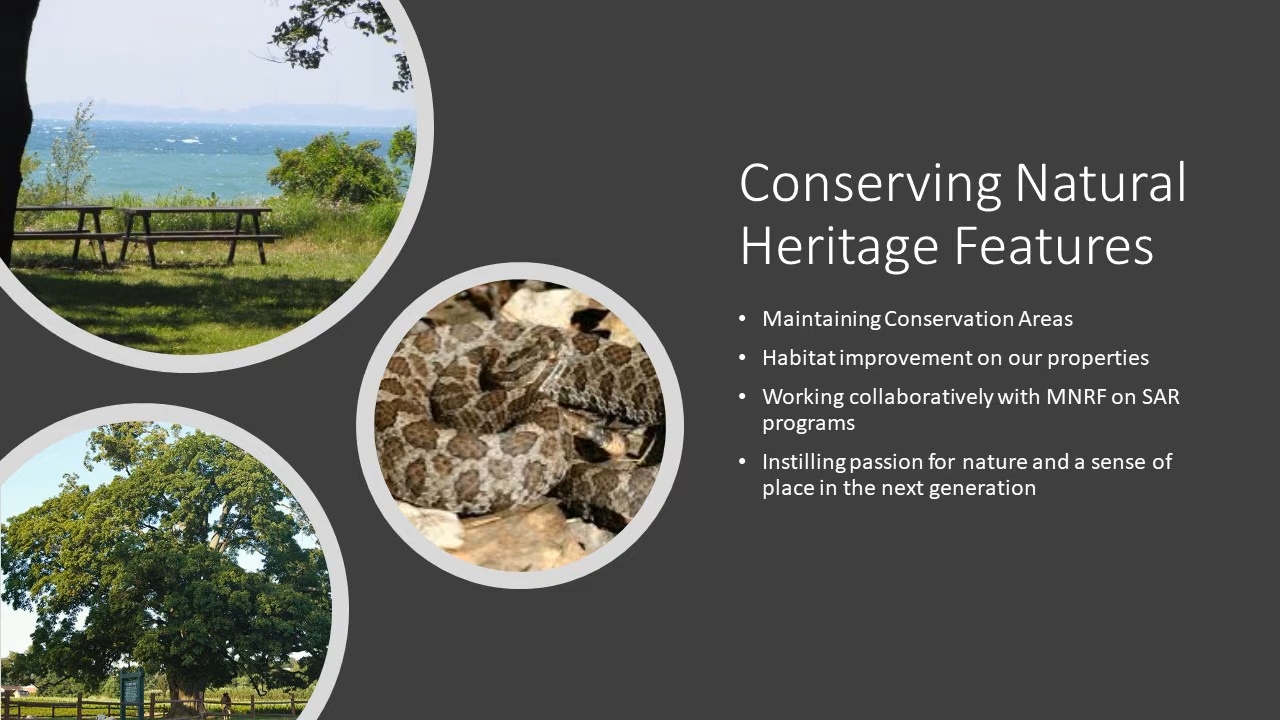 Conserving Natural
Heritage Features
• Maintaining Conservation Areas
• Habitat improvement on our properties
• Working collaboratively with MNRF on SAR
programs
• Instilling passion for nature and a sense of
place in the next generation